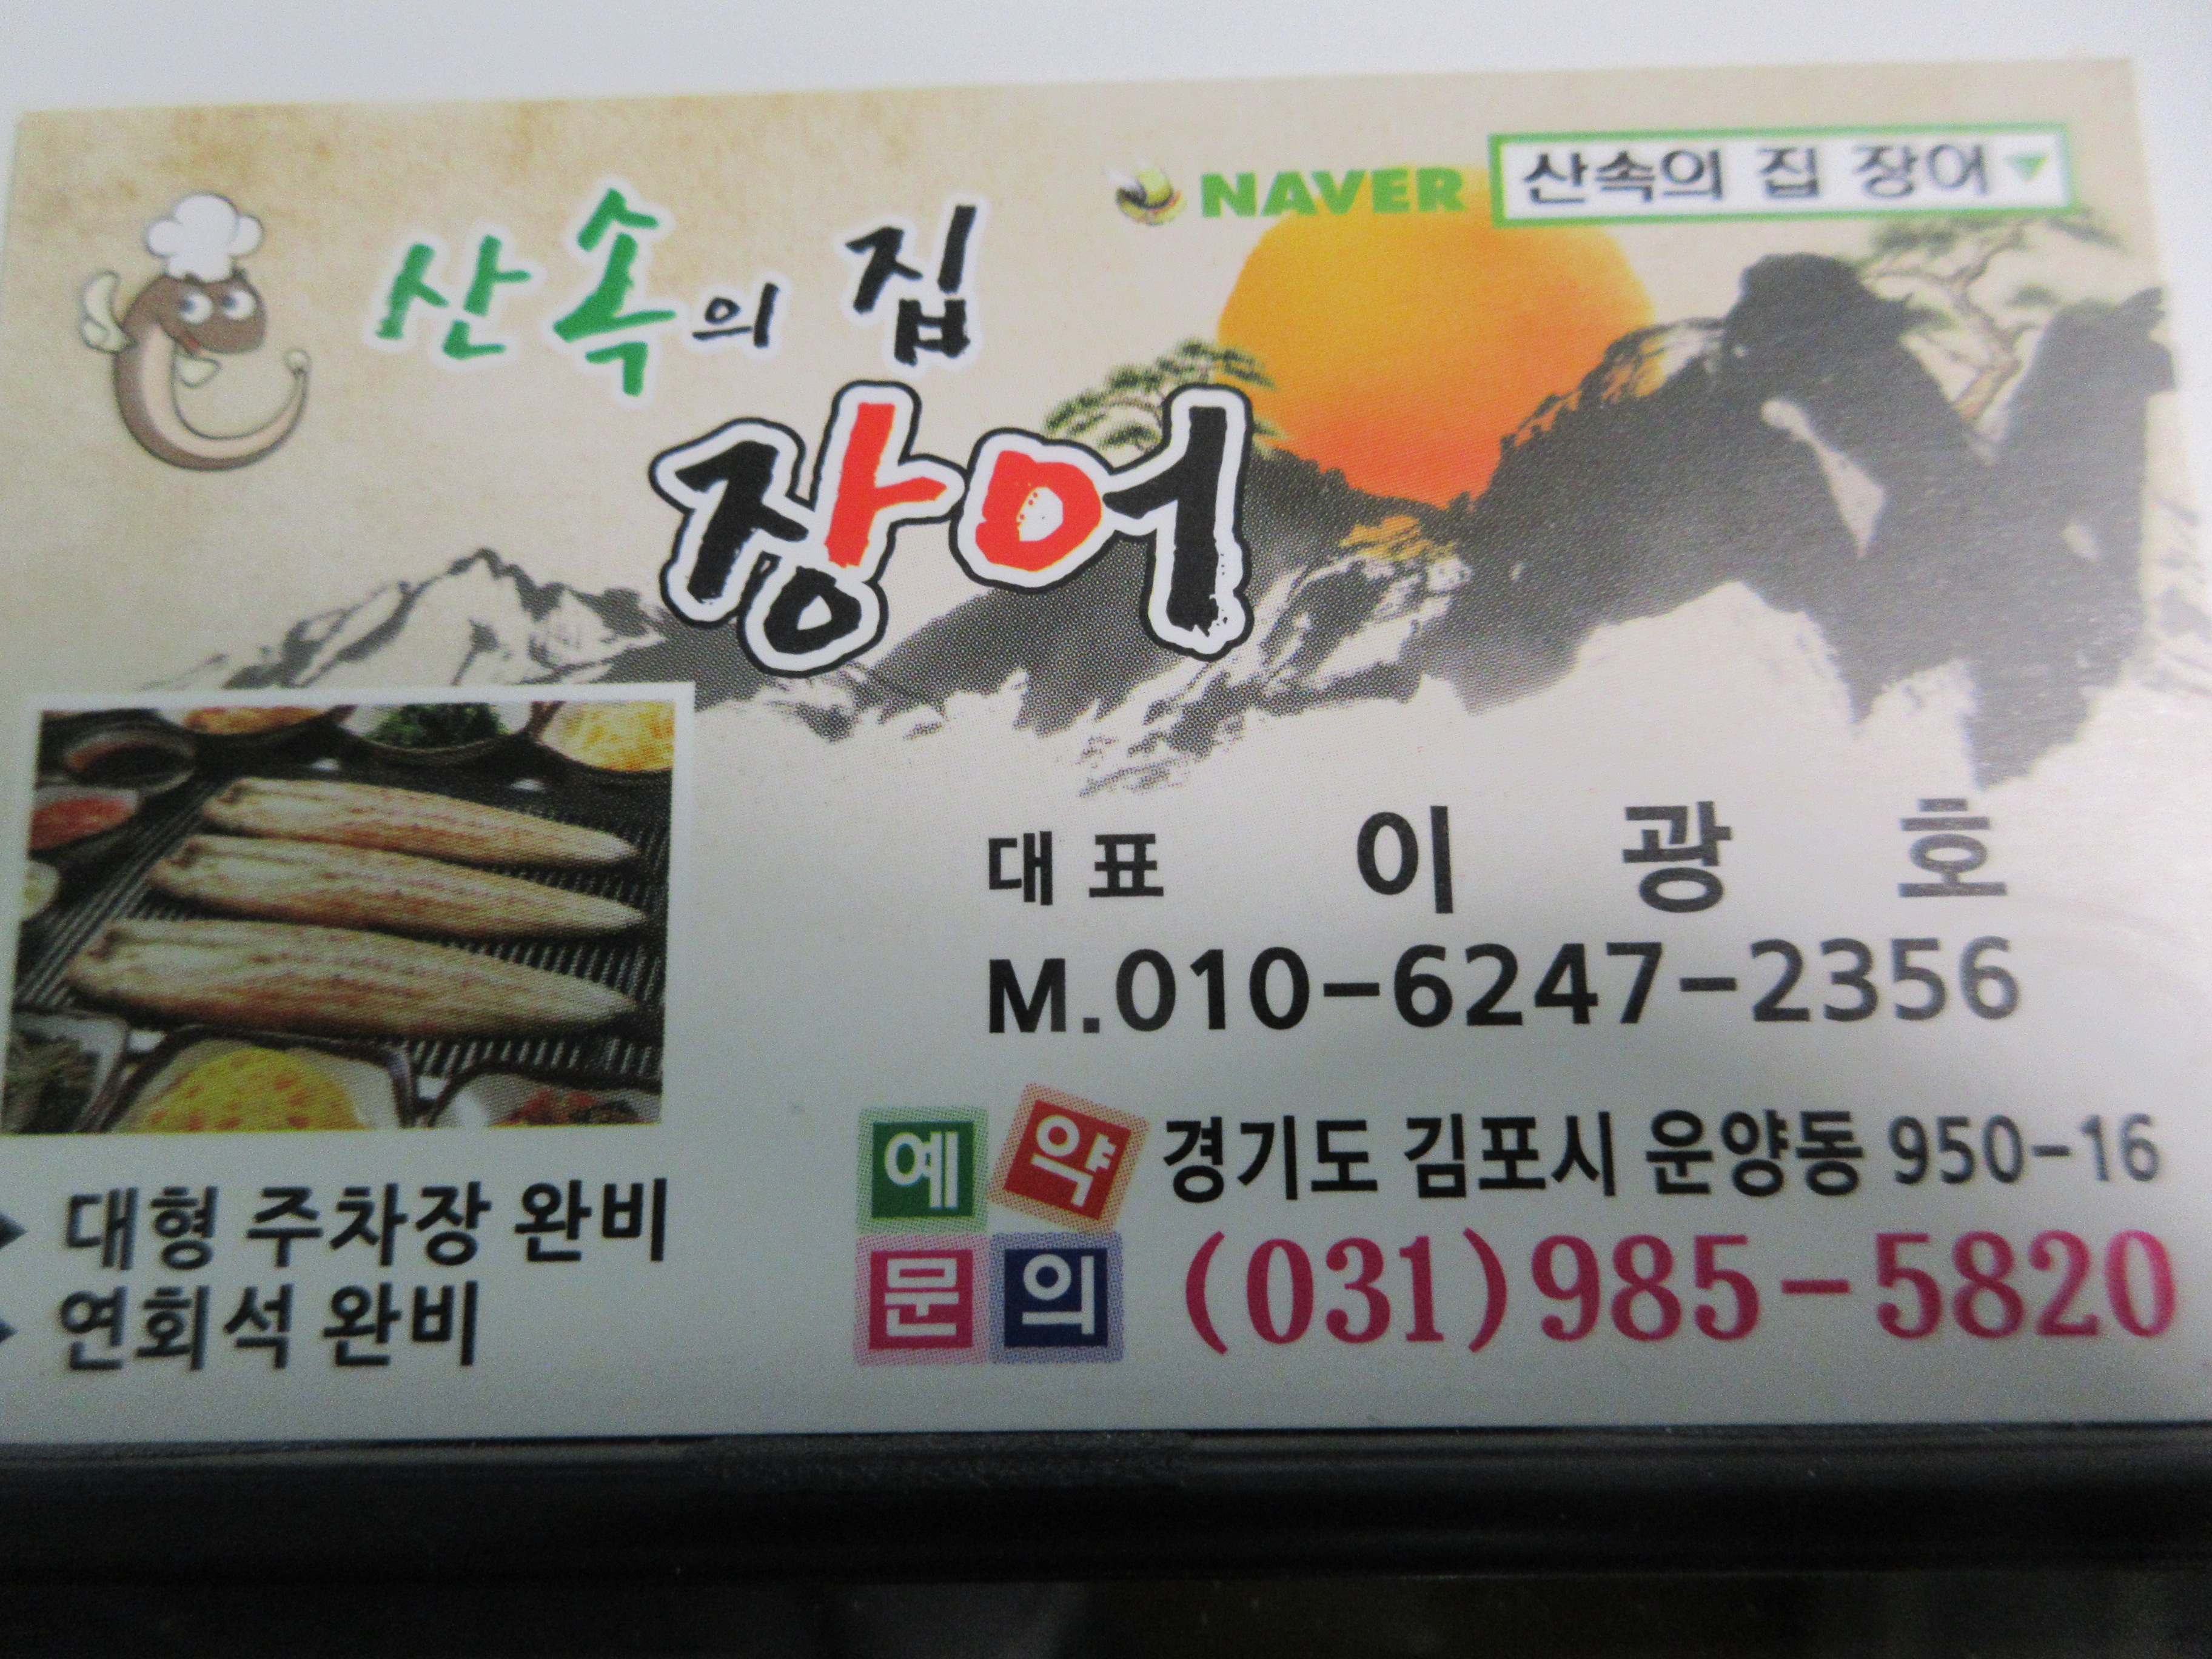 NAVER 산속의 집 장어
산속의 집
장어
대표 이 광 호
M.010-6247-2356
예약 경기도 김포시 운양동 950-16
문의 (031)985-5820
대형 주차장 완비
연회석 완비